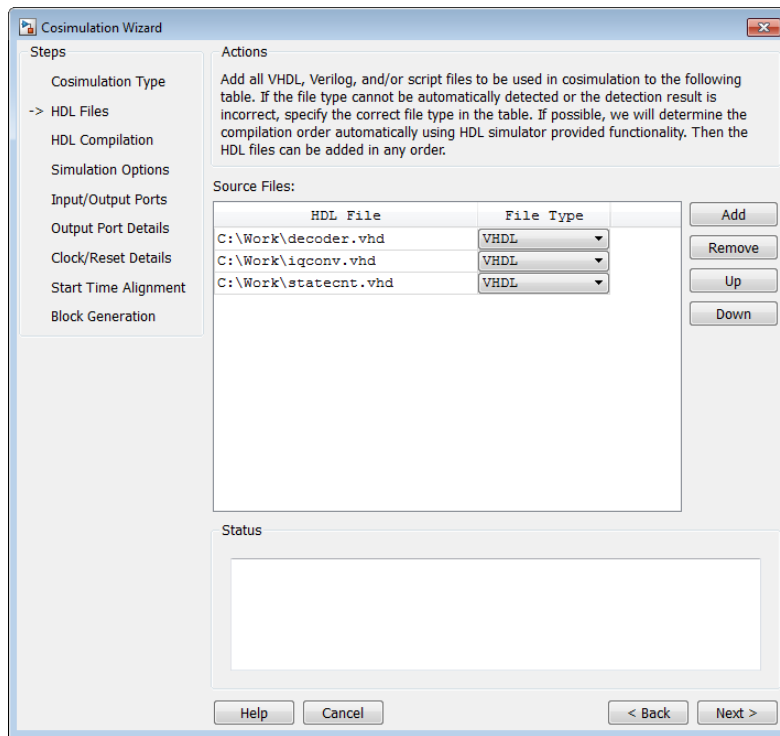 Cosimulation Wizard
Steps
Cosimulation Type
-> HDL Files
HDL Compilation
Simulation Options
Input/Output Ports
Output Port Details
Clock/Reset Details
Start Time Alignment
Block Generation
Actions
Add all VHDL, Verilog, and/or script files to be used in cosimulation to the following
table. If the file type cannot be automatically detected or the detection result is
incorrect, specify the correct file type in the table. If possible, we will determine the
compilation order automatically using HDL simulator provided functionality. Then the
HDL files can be added in any order.
Source Files:
HDL File File Type
C:\Work\decoder.vhd VHDL
C:\Work\iqconv.vhd VHDL
C:\Work\statecnt.vhd VHDL
Add
Remove
Up
Down
Status
Help Cancel < Back Next >